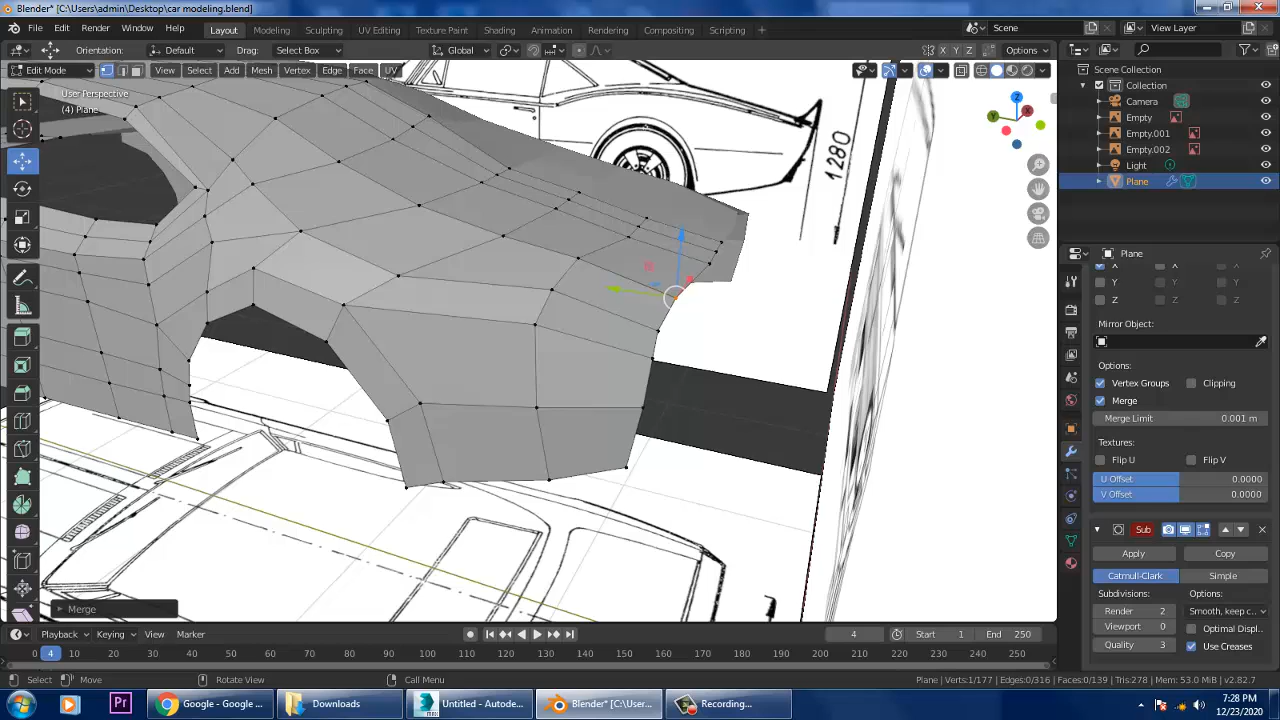 Blender* [C:\Users\admin\Desktop\car modeling.blend]
File Edit Render Window Help Layout Modeling Sculpting UV Editing Texture Paint Shading Animation Rendering Compositing Scripting
Scene View Layer
Orientation: Default Drag: Select Box Global X Y Z Options
Edit Mode View Select Add Mesh Vertex Edge Face UV
User Perspective
(4) Plane
1280
Z
X
Y
Merge
Scene Collection
Collection
Camera
Empty
Empty.001
Empty.002
Light
Plane
Plane
X X X
Y Y Y
Z Z Z
Mirror Object:
Options:
Vertex Groups Clipping
Merge
Merge Limit 0.001 m
Textures:
Flip U Flip V
U Offset 0.0000
V Offset 0.0000
Sub
Apply Copy
Catmull-Clark Simple
Subdivisions: Options:
Render 2 Smooth, keep c..
Viewport 0 Optimal Displ..
Quality 3 Use Creases
Playback Keying View Marker 4 Start 1 End 250
0 4 10 20 30 40 50 60 70 80 90 100 110 120 130 140 150 160 170 180 190 200 210 220 230 240 250
Select Move Rotate View Call Menu Plane | Verts:1/177 | Edges:0/316 | Faces:0/139 | Tris:278 | Mem: 53.0 MiB | v2.82.7
Pr Google - Google ... Downloads Untitled - Autodes... Blender* [C:\User... Recording...
7:28 PM
12/23/2020